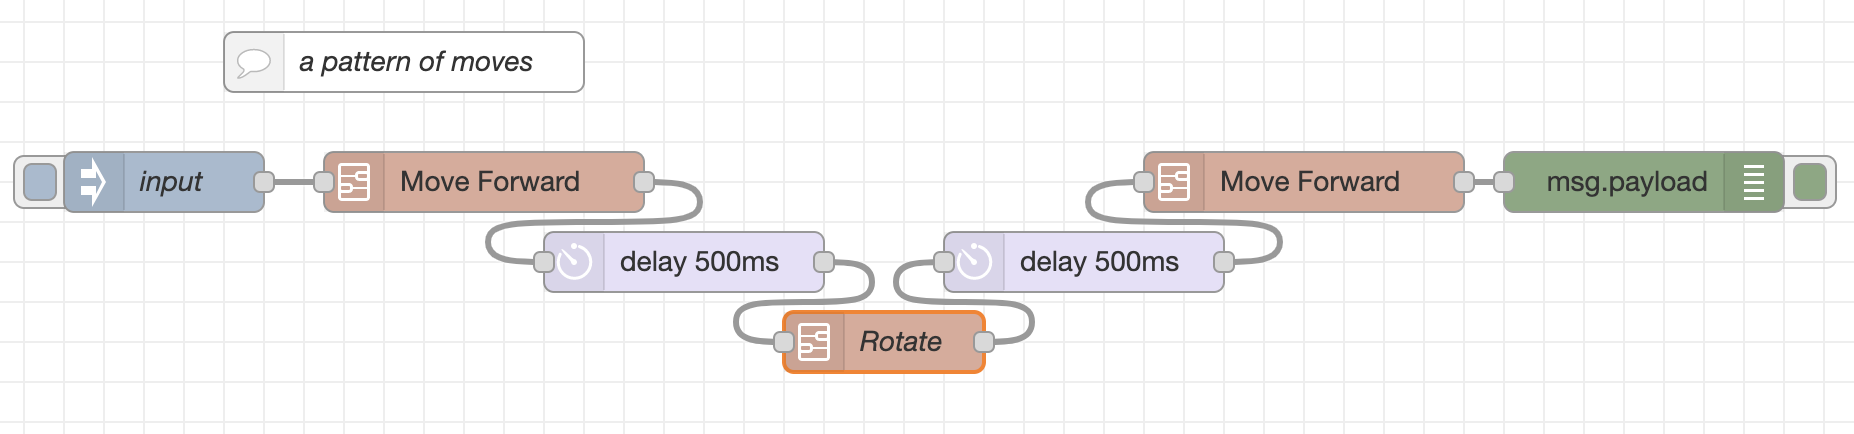 a pattern of moves
input
Move Forward
delay 500ms
Rotate
delay 500ms
Move Forward
msg.payload